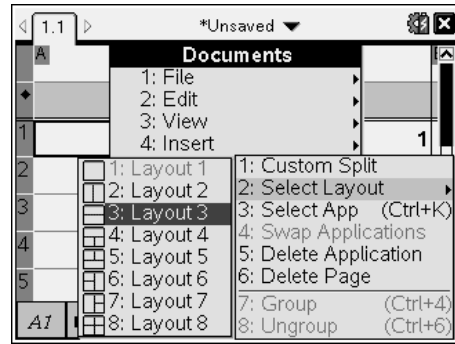 1.1 *Unsaved
A Documents
1: File
2: Edit
3: View
1 4: Insert 1
2 1: Layout 1 1: Custom Split
2: Layout 2 2: Select Layout
3 3: Layout 3 3: Select App (Ctrl+K)
4 4: Layout 4 4: Swap Applications
5: Layout 5 5: Delete Application
5 6: Layout 6 6: Delete Page
7: Layout 7 7: Group (Ctrl+4)
A1 8: Layout 8 8: Ungroup (Ctrl+6)